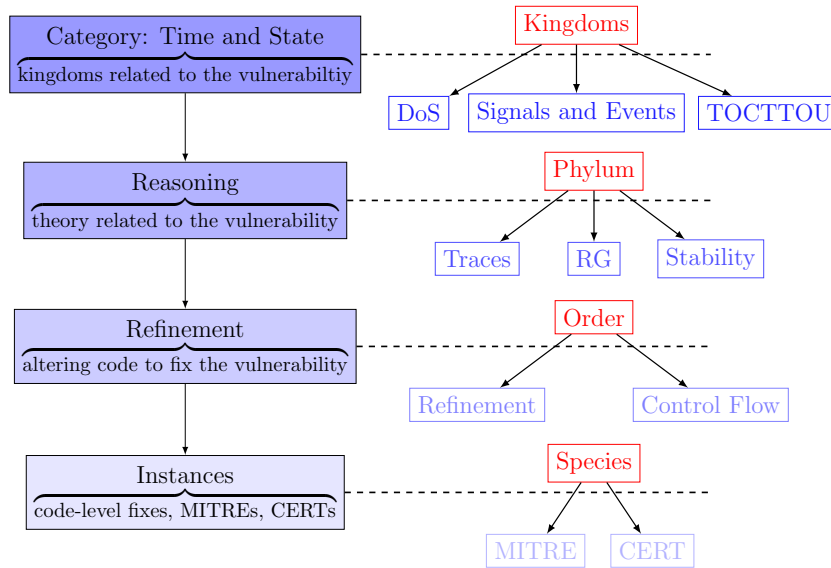 Category: Time and State
kingdoms related to the vulnerabiltiy
Kingdoms
DoS
Signals and Events
TOCTTOU
Reasoning
theory related to the vulnerability
Phylum
Traces
RG
Stability
Refinement
altering code to fix the vulnerability
Order
Refinement
Control Flow
Instances
code-level fixes, MITREs, CERTs
Species
MITRE
CERT